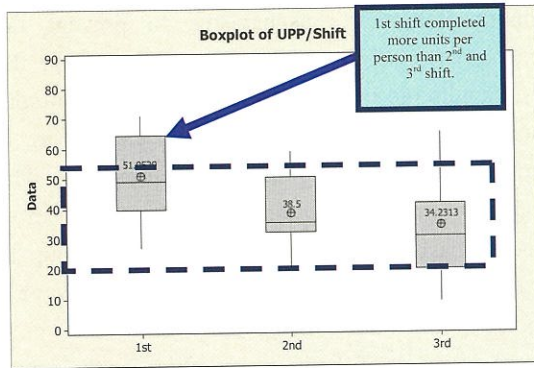 Boxplot of UPP/Shift
1st shift completed
more units per
person than 2nd and
3rd shift.
90
80
70
60
50
40
30
20
10
0
Data
38.5
34.2313
1st
2nd
3rd